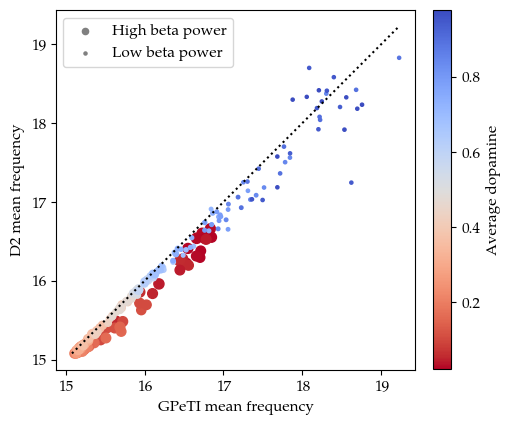 High beta power
Low beta power
19
18
17
16
15
D2 mean frequency
15
16
17
18
19
GPeTI mean frequency
0.8
0.6
0.4
0.2
Average dopamine